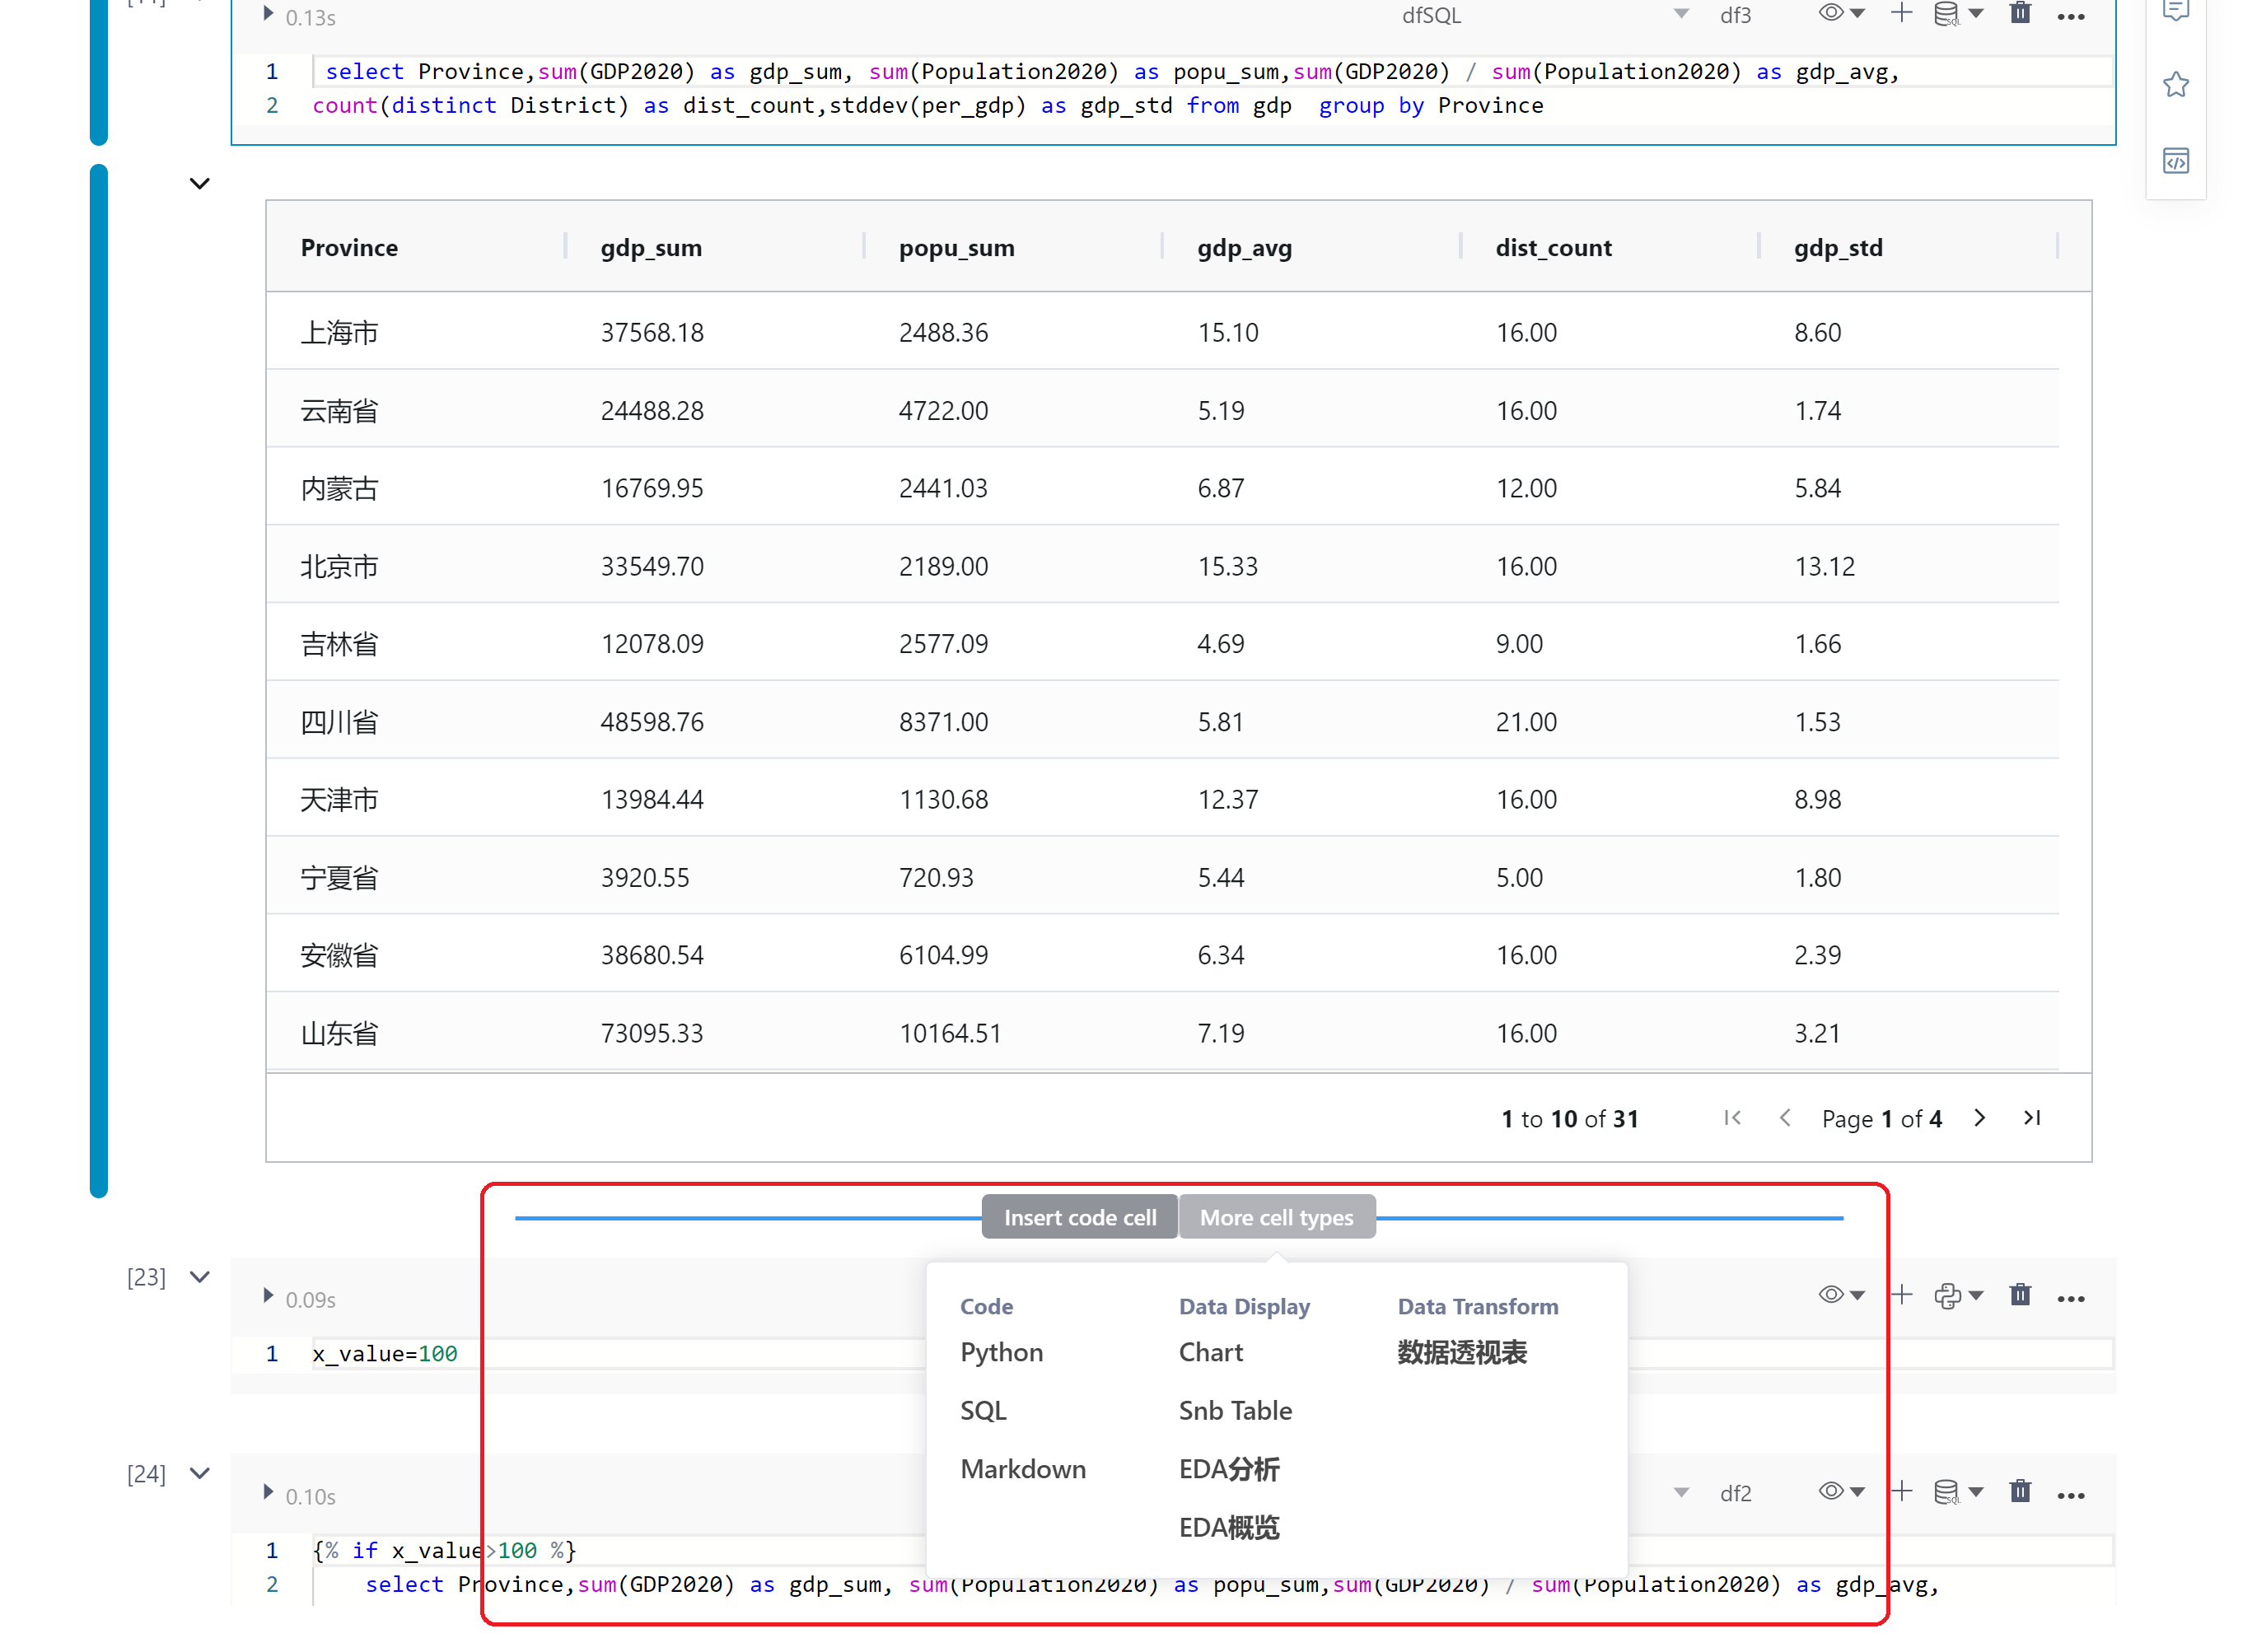 0.13s dfSQL df3
1 select Province,sum(GDP2020) as gdp_sum, sum(Population2020) as popu_sum,sum(GDP2020) / sum(Population2020) as gdp_avg,
2 count(distinct District) as dist_count,stddev(per_gdp) as gdp_std from gdp  group by Province
Province gdp_sum popu_sum gdp_avg dist_count gdp_std
上海市 37568.18 2488.36 15.10 16.00 8.60
云南省 24488.28 4722.00 5.19 16.00 1.74
内蒙古 16769.95 2441.03 6.87 12.00 5.84
北京市 33549.70 2189.00 15.33 16.00 13.12
吉林省 12078.09 2577.09 4.69 9.00 1.66
四川省 48598.76 8371.00 5.81 21.00 1.53
天津市 13984.44 1130.68 12.37 16.00 8.98
宁夏省 3920.55 720.93 5.44 5.00 1.80
安徽省 38680.54 6104.99 6.34 16.00 2.39
山东省 73095.33 10164.51 7.19 16.00 3.21
1 to 10 of 31 Page 1 of 4
Insert code cell More cell types
[23] 0.09s
1 x_value=100
Code Data Display Data Transform
Python Chart 数据透视表
SQL Snb Table
Markdown EDA分析
EDA概览
[24] 0.10s df2
1 {% if x_value>100 %}
2 select Province,sum(GDP2020) as gdp_sum, sum(Population2020) as popu_sum,sum(GDP2020) / sum(Population2020) as gdp_avg,